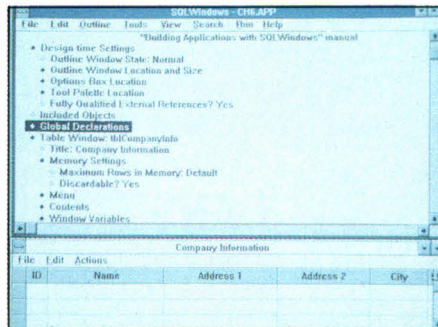 SQLWindows - CH6.APP
File Edit Outline Tools View Search Run Help
"Building Applications with SQLWindows" manual
Design time Settings
Outline Window State: Normal
Outline Window Location and Size
Options Box Location
Tool Palette Location
Fully Qualified External References? Yes
Included Objects
Global Declarations
Table Window: tblCompanyInfo
Title: Company Information
Memory Settings
Maximum Rows in Memory: Default
Discardable? Yes
Menu
Contents
Window Variables
Company Information
File Edit Actions
ID Name Address 1 Address 2 City